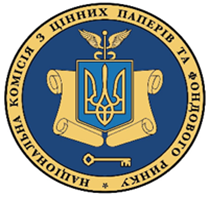 НАЦІОНАЛЬНА КОМІСІЯ З ЦІННИХ ПАПЕРІВ ТА ФОНДОВОГО РИНКУ